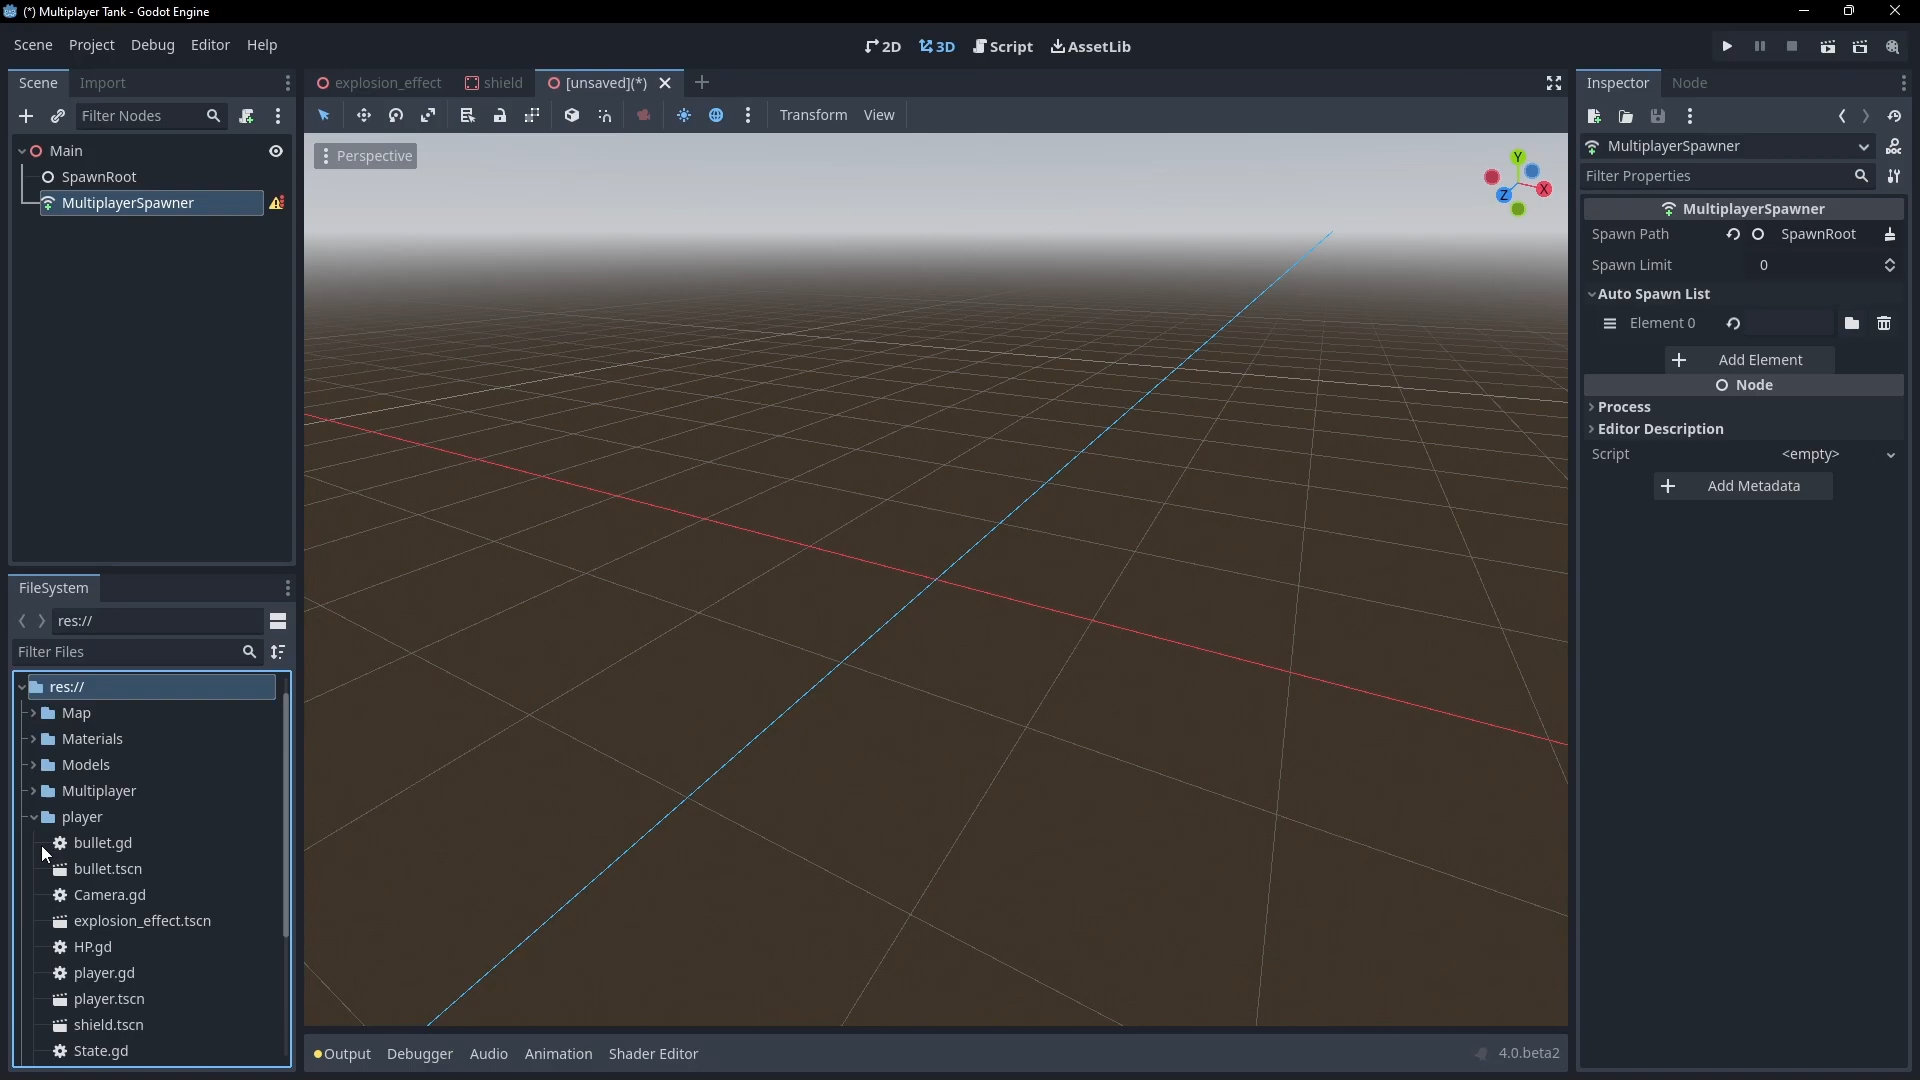 (*) Multiplayer Tank - Godot Engine
Scene Project Debug Editor Help
2D 3D Script AssetLib
Scene Import
explosion_effect shield [unsaved](*)
Inspector Node
Filter Nodes
Transform View
Main
SpawnRoot
MultiplayerSpawner
Perspective
Y
X
Z
MultiplayerSpawner
Filter Properties
MultiplayerSpawner
Spawn Path SpawnRoot
Spawn Limit 0
Auto Spawn List
Element 0
Add Element
Node
Process
Editor Description
Script <empty>
Add Metadata
FileSystem
res://
Filter Files
res://
Map
Materials
Models
Multiplayer
player
bullet.gd
bullet.tscn
Camera.gd
explosion_effect.tscn
HP.gd
player.gd
player.tscn
shield.tscn
State.gd
Output Debugger Audio Animation Shader Editor
4.0.beta2